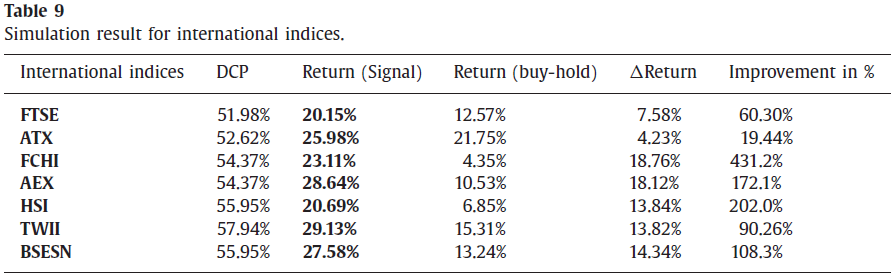 Table 9
Simulation result for international indices.
International indices DCP Return (Signal) Return (buy-hold) ΔReturn Improvement in %
FTSE 51.98% 20.15% 12.57% 7.58% 60.30%
ATX 52.62% 25.98% 21.75% 4.23% 19.44%
FCHI 54.37% 23.11% 4.35% 18.76% 431.2%
AEX 54.37% 28.64% 10.53% 18.12% 172.1%
HSI 55.95% 20.69% 6.85% 13.84% 202.0%
TWII 57.94% 29.13% 15.31% 13.82% 90.26%
BSESN 55.95% 27.58% 13.24% 14.34% 108.3%